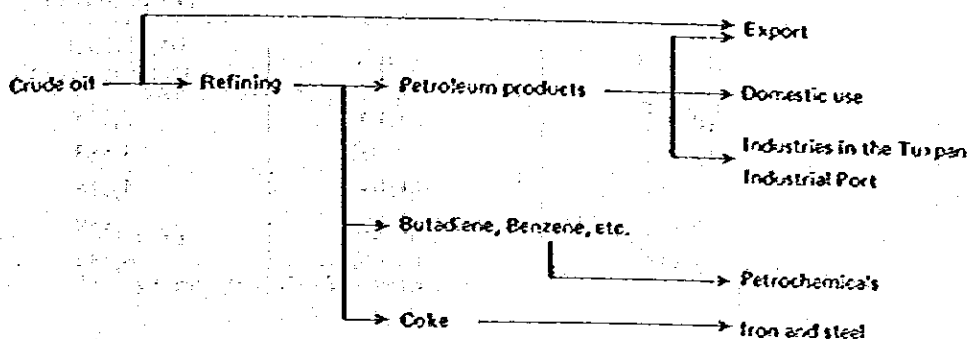 Export
Crude oil
Refining
Petroleum products
Domestic use
Industries in the Tuxpan
Industrial Port
Butadiene, Benzene, etc.
Petrochemicals
Coke
Iron and steel